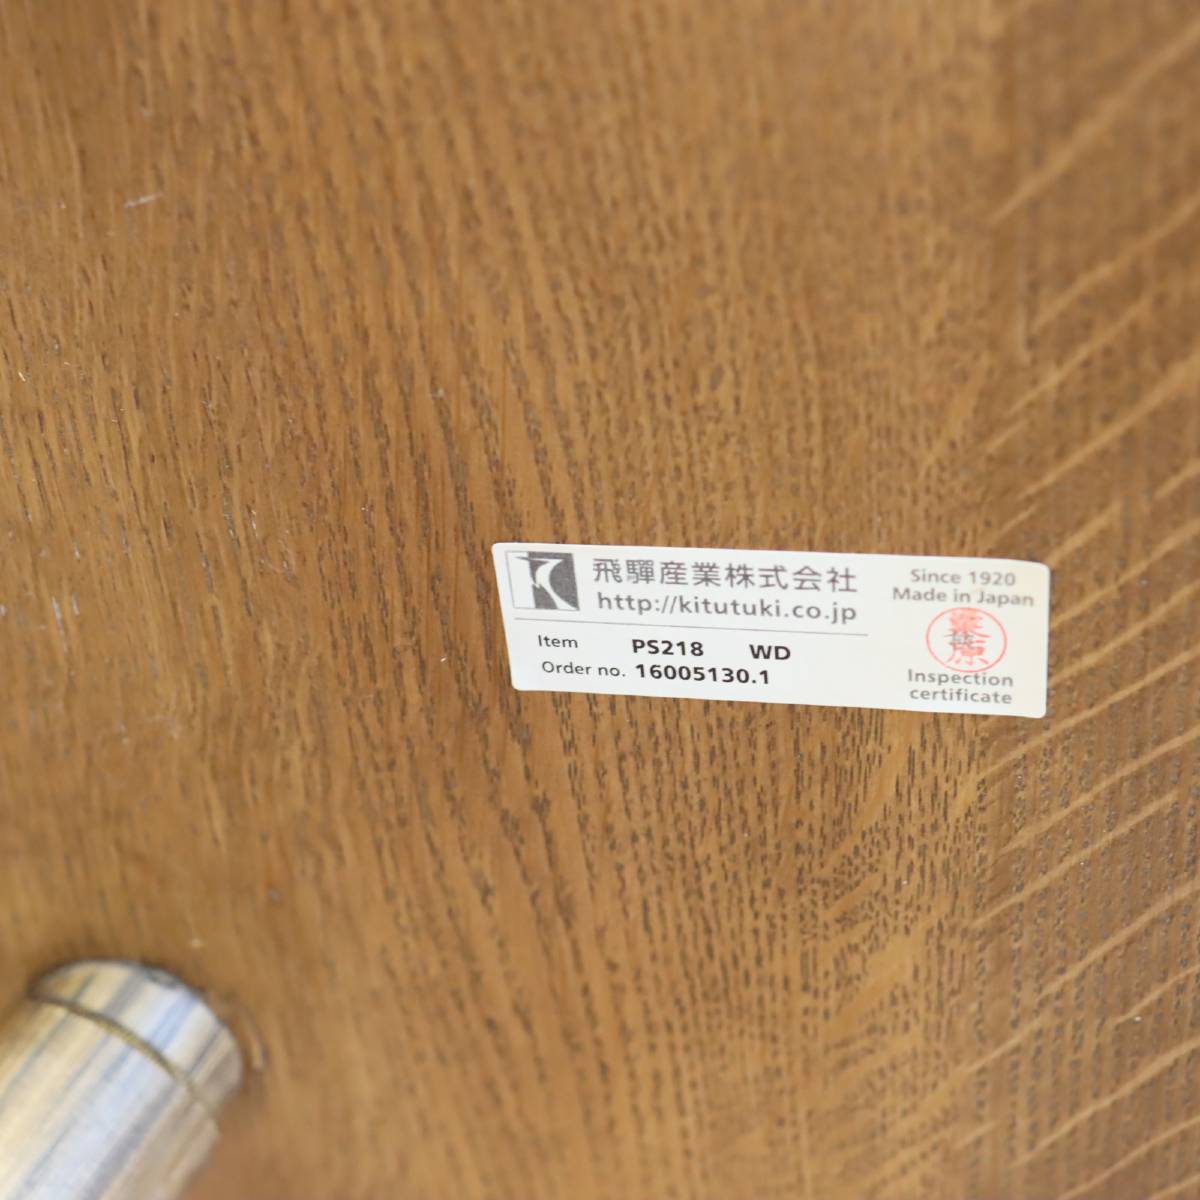 飛驒産業株式会社
http://kitutuki.co.jp
Item PS218 WD
Order no. 16005130.1
Since 1920
Made in Japan
Inspection
certificate